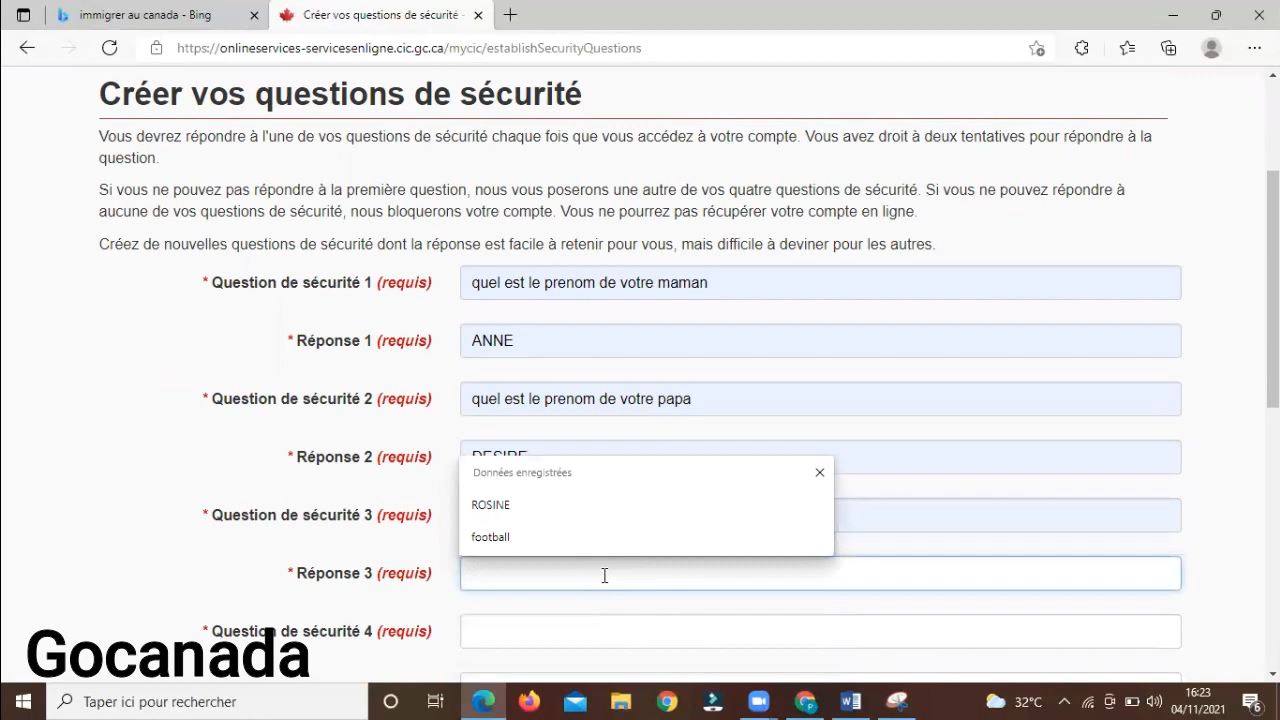 immigrer au canada - Bing
Créer vos questions de sécurité -
https://onlineservices-servicesenligne.cic.gc.ca/mycic/establishSecurityQuestions
Créer vos questions de sécurité
Vous devrez répondre à l'une de vos questions de sécurité chaque fois que vous accédez à votre compte. Vous avez droit à deux tentatives pour répondre à la
question.
Si vous ne pouvez pas répondre à la première question, nous vous poserons une autre de vos quatre questions de sécurité. Si vous ne pouvez répondre à
aucune de vos questions de sécurité, nous bloquerons votre compte. Vous ne pourrez pas récupérer votre compte en ligne.
Créez de nouvelles questions de sécurité dont la réponse est facile à retenir pour vous, mais difficile à deviner pour les autres.
* Question de sécurité 1 (requis) quel est le prenom de votre maman
* Réponse 1 (requis) ANNE
* Question de sécurité 2 (requis) quel est le prenom de votre papa
* Réponse 2 (requis) DESIRE
Données enregistrées
ROSINE
* Question de sécurité 3 (requis)
football
* Réponse 3 (requis)
* Question de sécurité 4 (requis)
Gocanada
Taper ici pour rechercher
32°C
16:23
04/11/2021
6